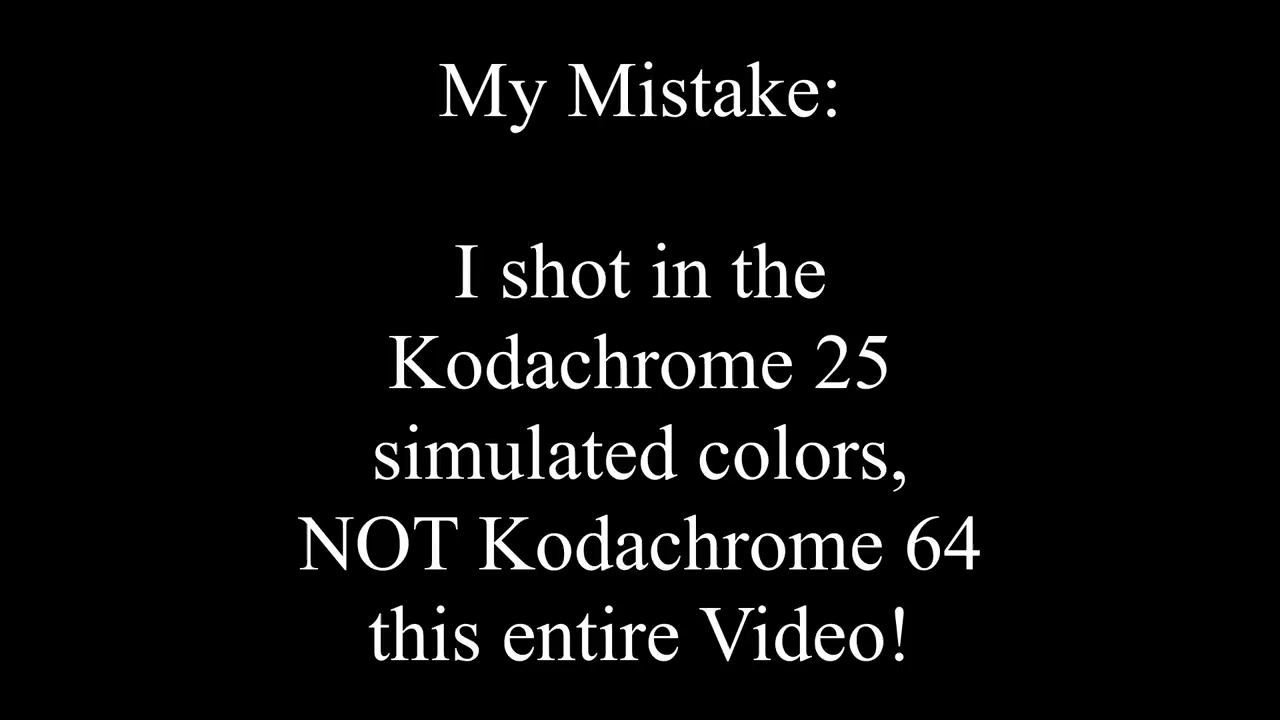 My Mistake:
I shot in the
Kodachrome 25
simulated colors,
NOT Kodachrome 64
this entire Video!